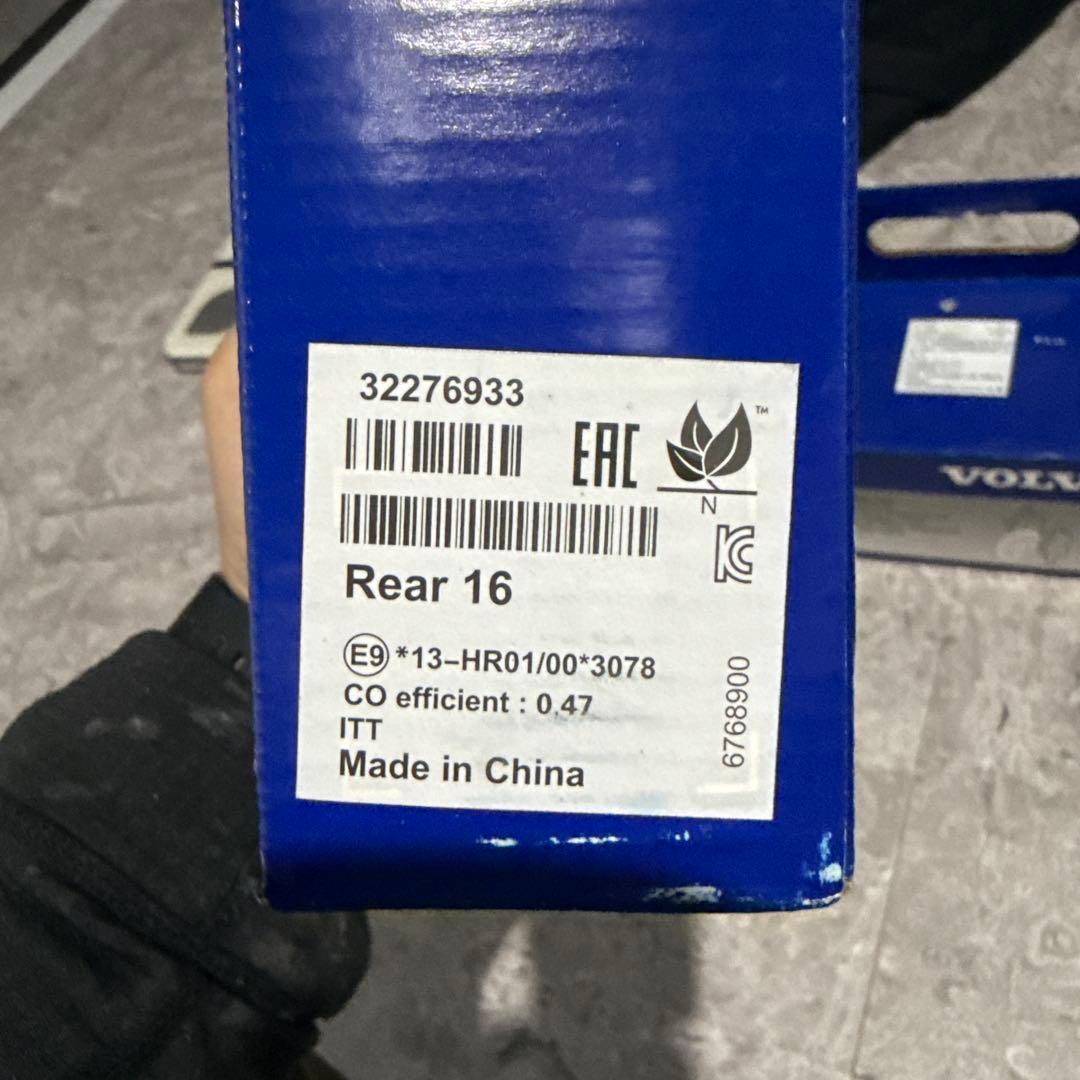 32276933
EAC
™
N
Rear 16
E9 *13-HR01/00*3078
CO efficient : 0.47
ITT
Made in China
6768900
VOLV